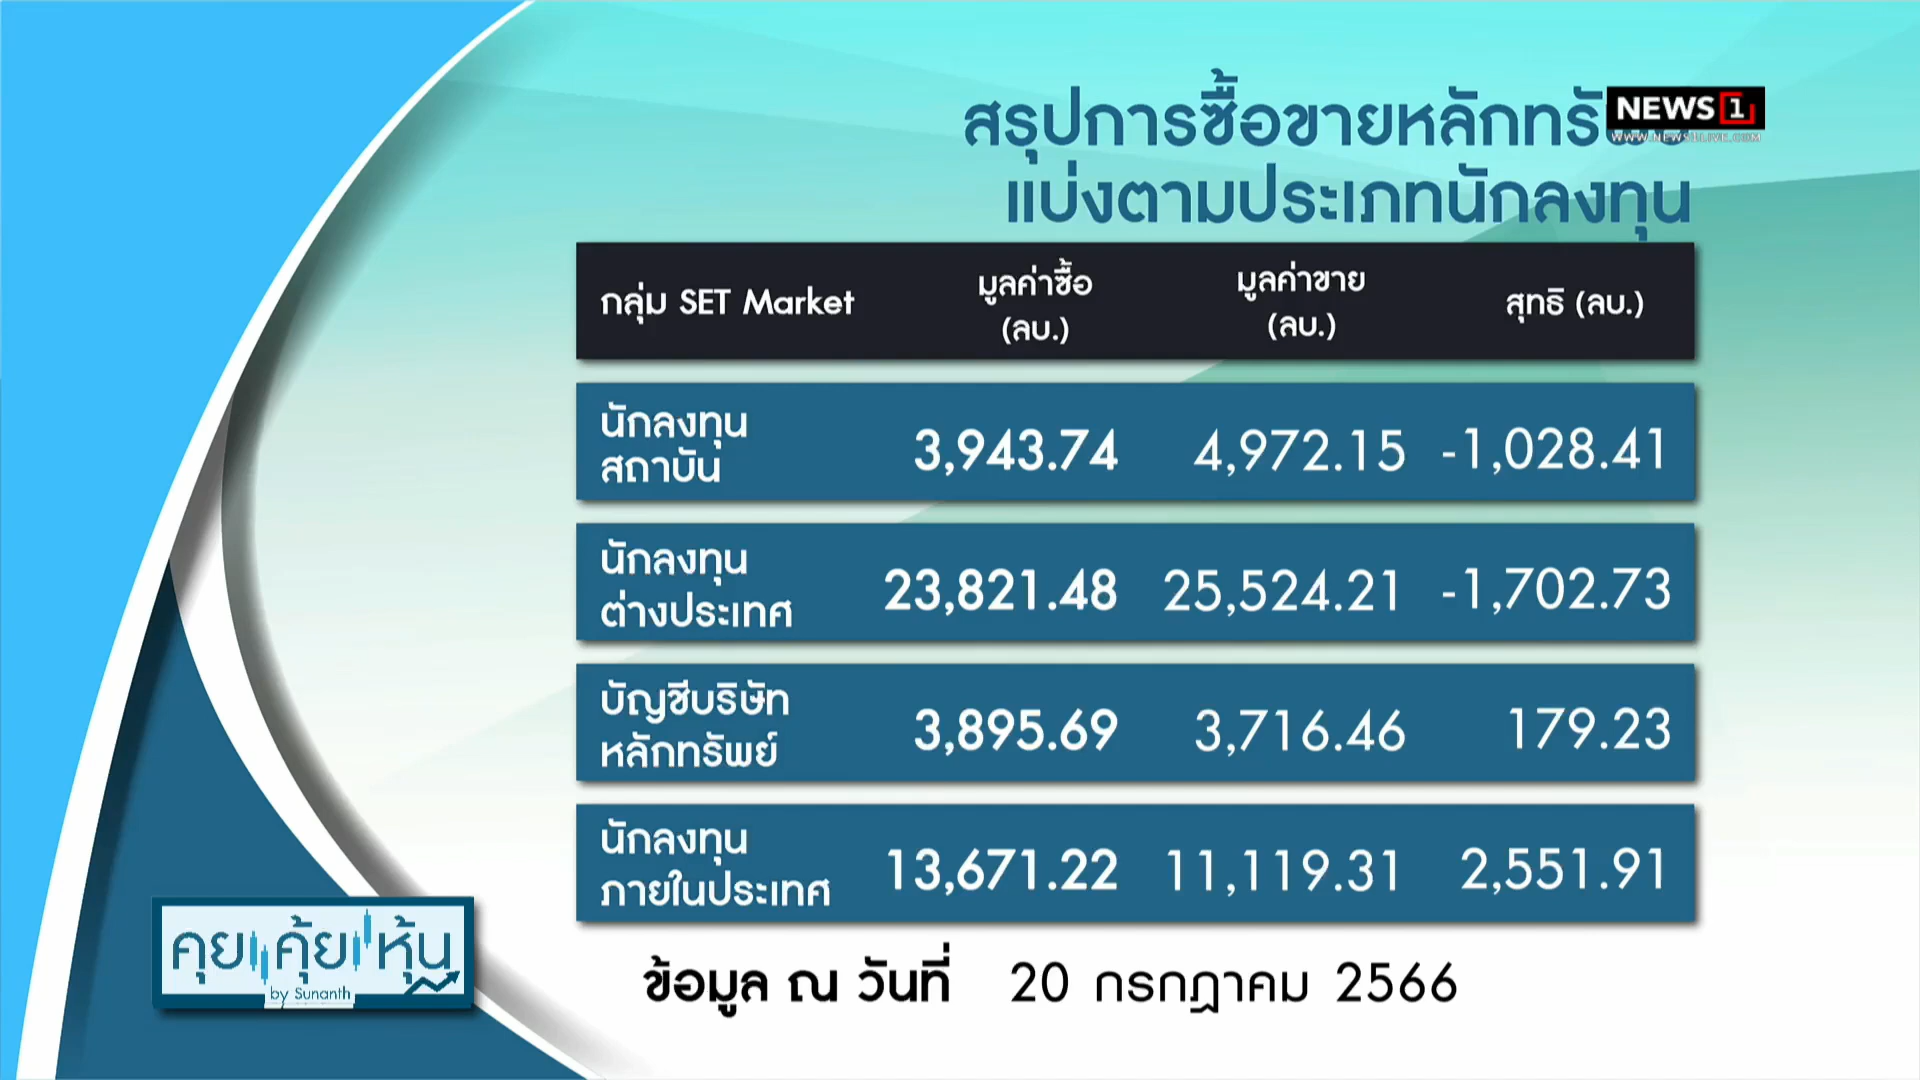 สรุปการซื้อขายหลักทรั
NEWS 1
WWW.NEWS1LIVE.COM
แบ่งตามประเภทนักลงทุน
กลุ่ม SET Market มูลค่าซื้อ (ลบ.) มูลค่าขาย (ลบ.) สุทธิ (ลบ.)
นักลงทุน
สถาบัน 3,943.74 4,972.15 -1,028.41
นักลงทุน
ต่างประเทศ 23,821.48 25,524.21 -1,702.73
บัญชีบริษัท
หลักทรัพย์ 3,895.69 3,716.46 179.23
นักลงทุน
ภายในประเทศ 13,671.22 11,119.31 2,551.91
คุย คุ้ย หุ้น
by Sunanth
ข้อมูล ณ วันที่ 20 กรกฎาคม 2566